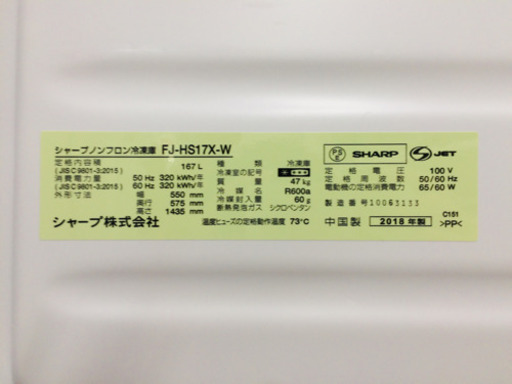 シャープノンフロン冷凍庫 FJ-HS17X-W
定格内容積 167 L
(JIS C 9801-3:2015)
消費電力量 50 Hz 320 kWh/年
(JIS C 9801-3:2015) 60 Hz 320 kWh/年
外形寸法 幅 550 mm
奥行 575 mm
高さ 1435 mm
シャープ株式会社
種類 冷凍庫
冷凍室の記号
質量 47 kg
冷媒 R600a
冷媒封入量 60 g
断熱発泡ガス シクロペンタン
温度ヒューズの定格動作温度 73℃
PS E SHARP S JET
定格電圧 100 V
定格周波数 50/60 Hz
電動機の定格消費電力 65/60 W
製造番号 10063133
中国製 2018年製
C151
>PP<